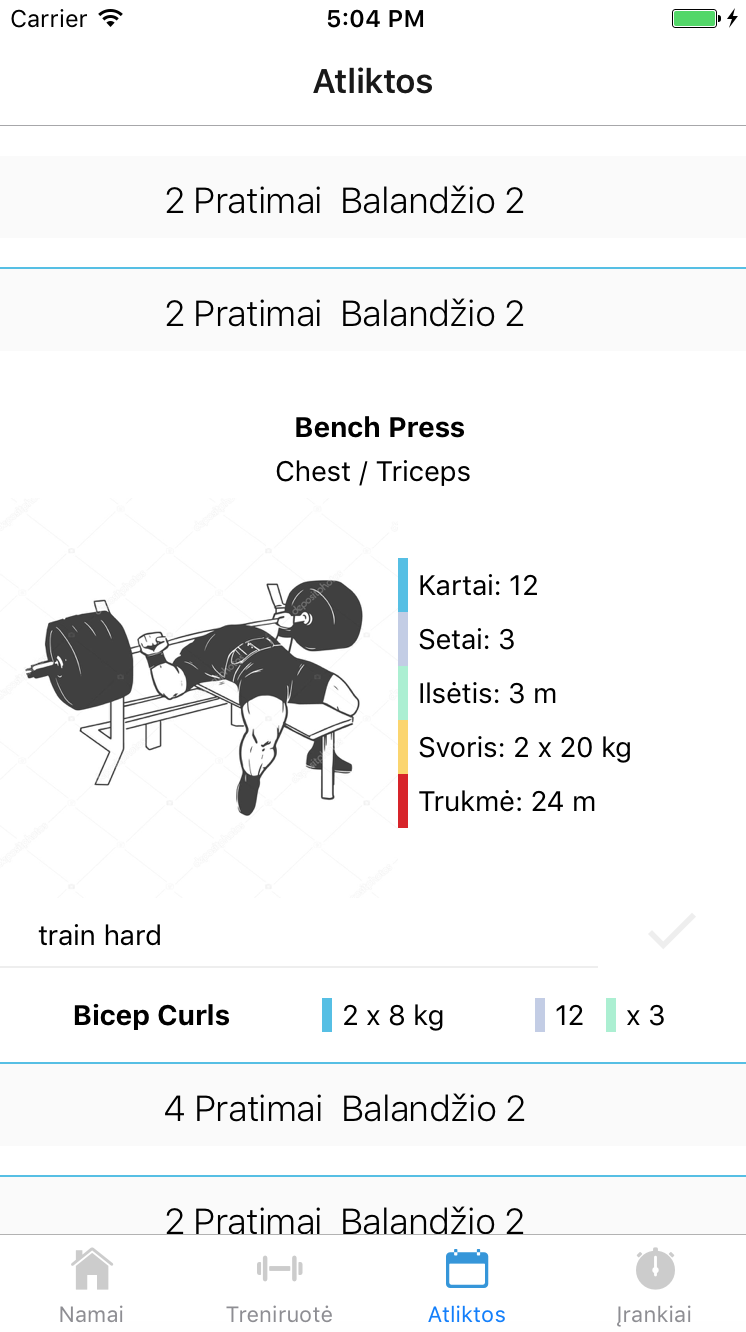 Carrier 5:04 PM
Atliktos
2 Pratimai Balandžio 2
2 Pratimai Balandžio 2
Bench Press
Chest / Triceps
Kartai: 12
Setai: 3
Ilsėtis: 3 m
Svoris: 2 x 20 kg
Trukmė: 24 m
train hard
Bicep Curls 2 x 8 kg 12 x 3
4 Pratimai Balandžio 2
2 Pratimai Balandžio 2
Namai Treniruotė Atliktos Įrankiai